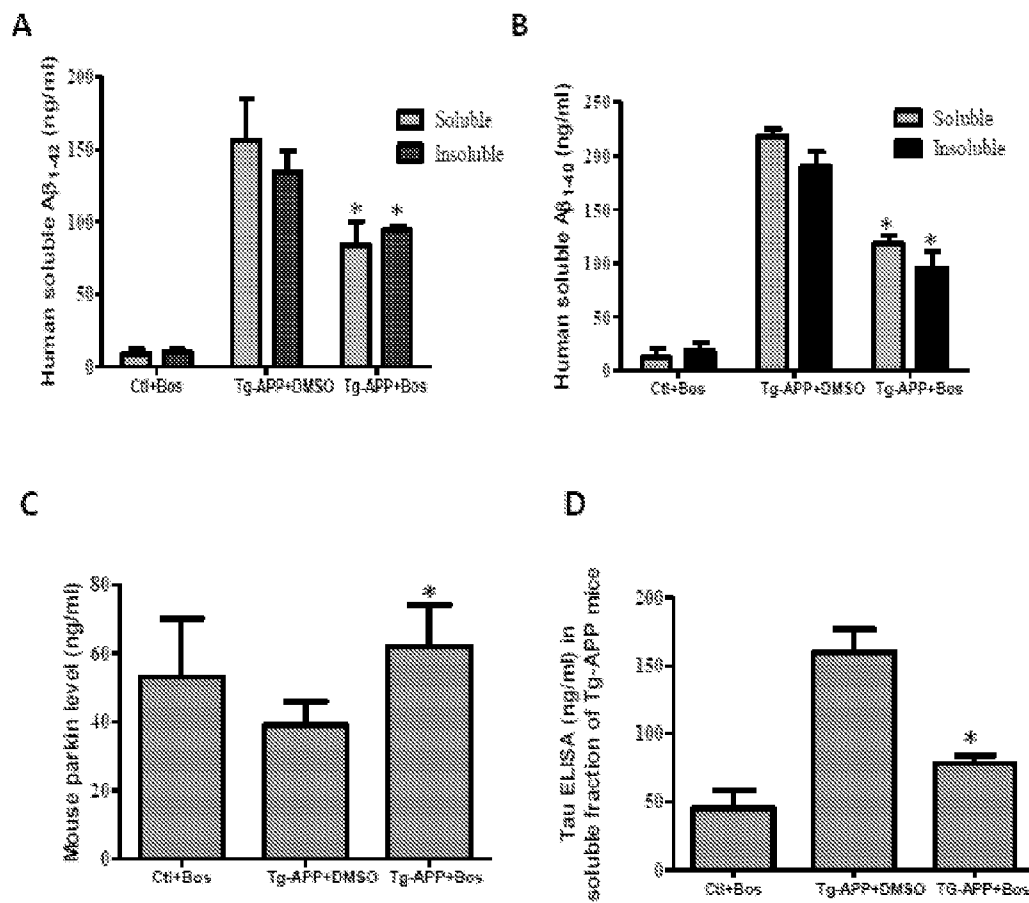 A
Human soluble Aβ1-42 (ng/ml)
200
150
100
50
0
Soluble
Insoluble
*
*
Ctl+Bos
Tg-APP+DMSO
Tg-APP+Bos
B
Human soluble Aβ1-40 (ng/ml)
250
200
150
100
50
0
Soluble
Insoluble
*
*
Ctl+Bos
Tg-APP+DMSO
Tg-APP+Bos
C
Mouse parkin level (ng/ml)
80
60
40
20
0
*
Ctl+Bos
Tg-APP+DMSO
Tg-APP+Bos
D
Tau ELISA (ng/ml) in
soluble fraction of Tg-APP mice
200
150
100
50
0
*
Ctl+Bos
Tg-APP+DMSO
TG-APP+Bos